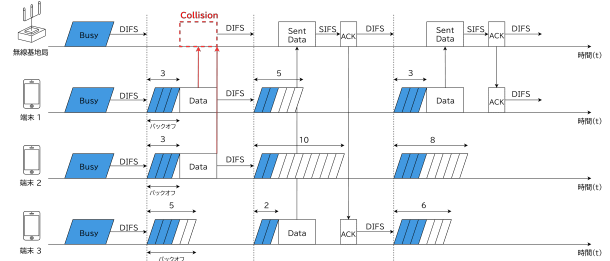 Collision
Busy
DIFS
DIFS
Sent
Data
SIFS
ACK
DIFS
Sent
Data
SIFS
ACK
DIFS
無線基地局
時間(t)
3
5
3
Busy
DIFS
Data
DIFS
Data
ACK
DIFS
端末 1
バックオフ
時間(t)
3
10
8
Busy
DIFS
Data
DIFS
端末 2
バックオフ
時間(t)
5
2
6
Busy
DIFS
Data
ACK
DIFS
端末 3
バックオフ
時間(t)